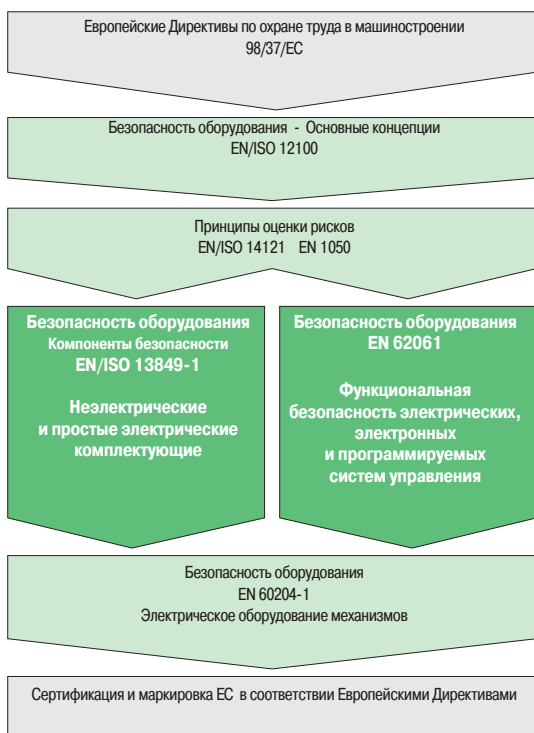 Европейские Директивы по охране труда в машиностроении
98/37/EC
Безопасность оборудования - Основные концепции
EN/ISO 12100
Принципы оценки рисков
EN/ISO 14121 EN 1050
Безопасность оборудования
Компоненты безопасности
EN/ISO 13849-1
Неэлектрические
и простые электрические
комплектующие
Безопасность оборудования
EN 62061
Функциональная
безопасность электрических,
электронных
и программируемых
систем управления
Безопасность оборудования
EN 60204-1
Электрическое оборудование механизмов
Сертификация и маркировка ЕС в соответствии Европейскими Директивами